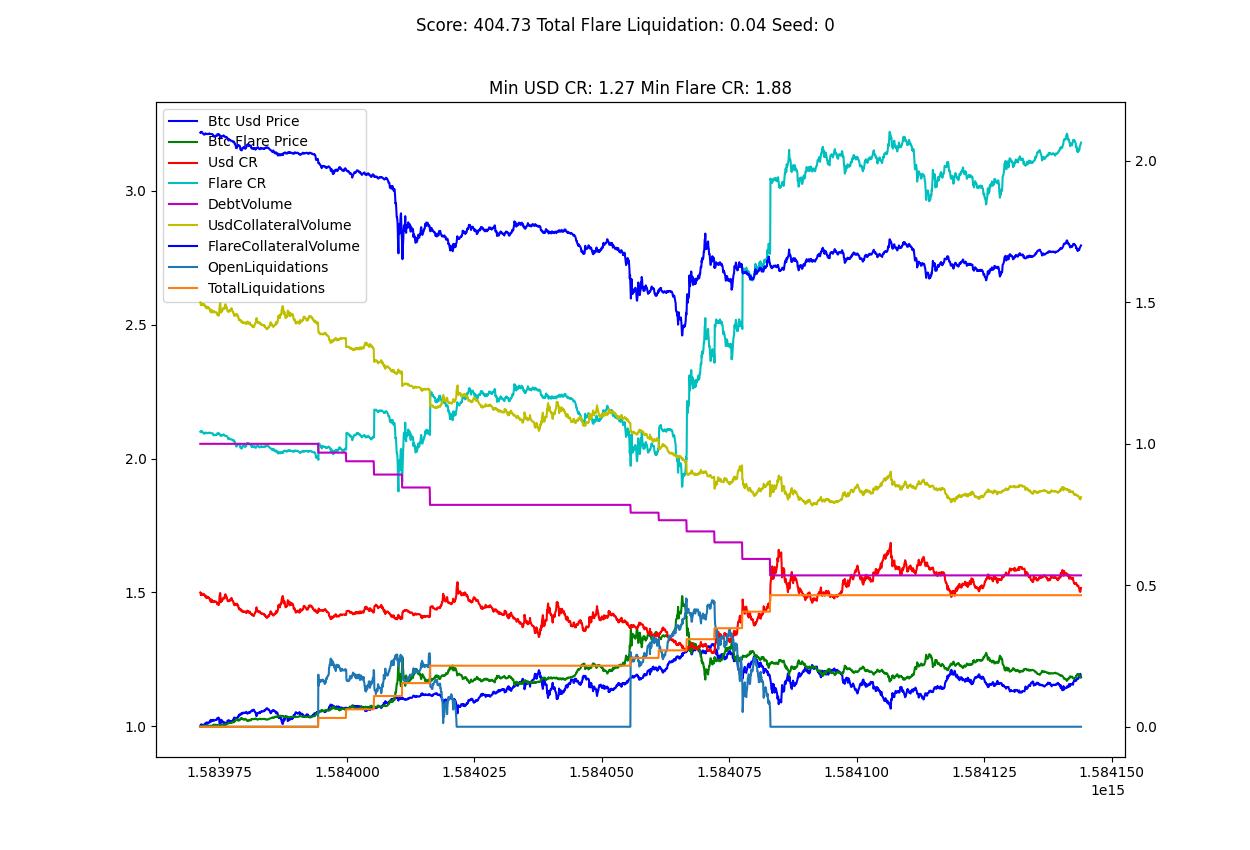 Score: 404.73 Total Flare Liquidation: 0.04 Seed: 0
Min USD CR: 1.27 Min Flare CR: 1.88
Btc Usd Price
Btc Flare Price
Usd CR
Flare CR
DebtVolume
UsdCollateralVolume
FlareCollateralVolume
OpenLiquidations
TotalLiquidations
3.0
2.5
2.0
1.5
1.0
2.0
1.5
1.0
0.5
0.0
1.583975 1.584000 1.584025 1.584050 1.584075 1.584100 1.584125 1.584150
1e15